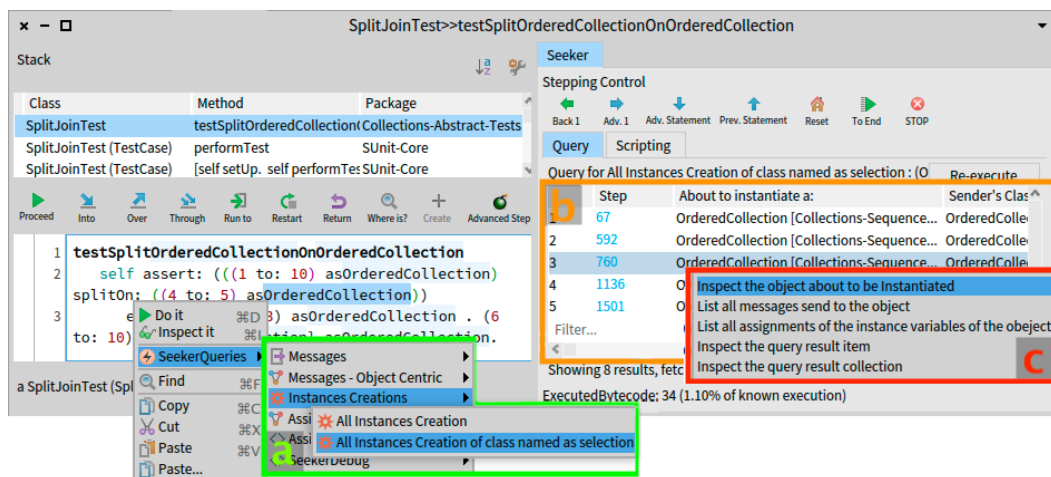 SplitJoinTest>>testSplitOrderedCollectionOnOrderedCollection
Stack
Class Method Package
SplitJoinTest testSplitOrderedCollection Collections-Abstract-Tests
SplitJoinTest (TestCase) performTest SUnit-Core
SplitJoinTest (TestCase) [self setUp. self performTes SUnit-Core
Proceed Into Over Through Run to Restart Return Where is? Create Advanced Step
1 testSplitOrderedCollectionOnOrderedCollection
2 self assert: (((1 to: 10) asOrderedCollection)
splitOn: ((4 to: 5) asOrderedCollection))
3 e 3) asOrderedCollection . (6
to: 10)
a SplitJoinTest (Spl
Do it ⌘D
Inspect it ⌘I
SeekerQueries
Find ⌘F
Copy ⌘C
Cut ⌘X
Paste ⌘V
Paste...
Messages
Messages - Object Centric
Instances Creations
Assi
Assi
SeekerDebug
a
All Instances Creation
All Instances Creation of class named as selection
Seeker
Stepping Control
Back 1 Adv. 1 Adv. Statement Prev. Statement Reset To End STOP
Query Scripting
Query for All Instances Creation of class named as selection : (O Re-execute
b
Step About to instantiate a: Sender's Clas
1 67 OrderedCollection [Collections-Sequence... OrderedColle
2 592 OrderedCollection [Collections-Sequence... OrderedColle
3 760 OrderedCollection [Collections-Sequence... OrderedColle
4 1136 O
5 1501 O
Filter...
Inspect the object about to be Instantiated
List all messages send to the object
List all assignments of the instance variables of the obeject
Inspect the query result item
Inspect the query result collection
c
Showing 8 results, fetc
ExecutedBytecode: 34 (1.10% of known execution)